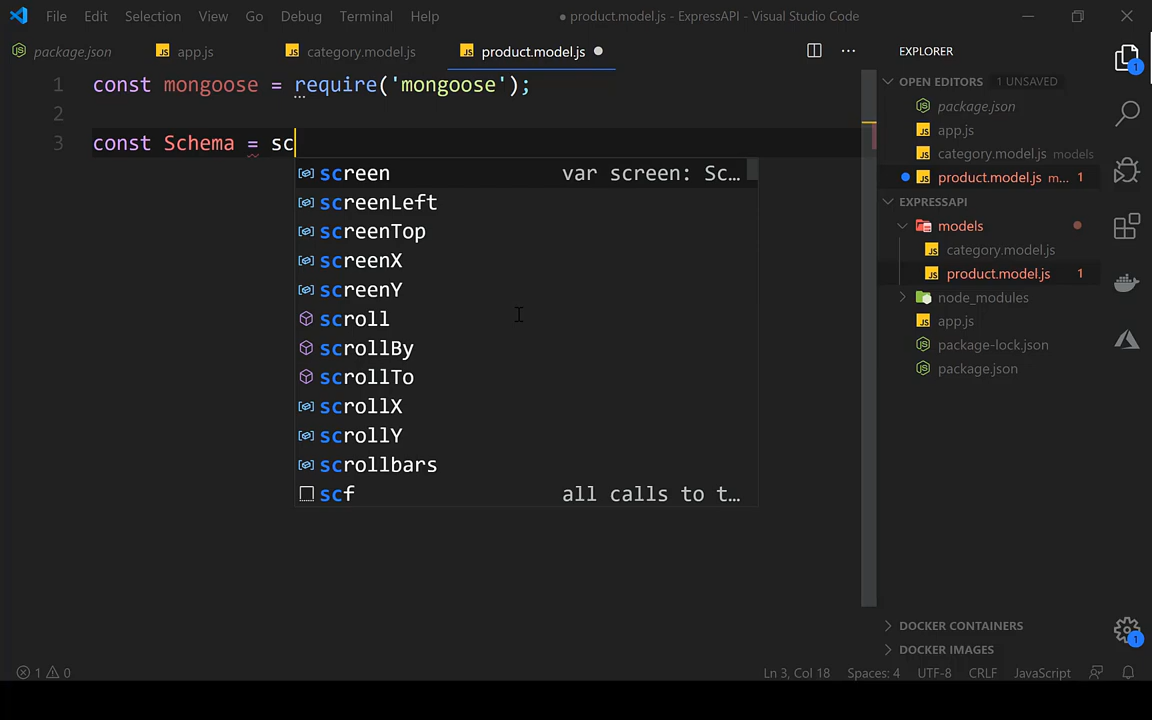 File Edit Selection View Go Debug Terminal Help
● product.model.js - ExpressAPI - Visual Studio Code
package.json
app.js
category.model.js
product.model.js
1 const mongoose = require('mongoose');
2
3 const Schema = sc
screen var screen: Sc…
screenLeft
screenTop
screenX
screenY
scroll
scrollBy
scrollTo
scrollX
scrollY
scrollbars
scf all calls to t…
EXPLORER
OPEN EDITORS 1 UNSAVED
package.json
app.js
category.model.js models
product.model.js m... 1
EXPRESSAPI
models
category.model.js
product.model.js 1
node_modules
app.js
package-lock.json
package.json
DOCKER CONTAINERS
DOCKER IMAGES
1
1
1 0
Ln 3, Col 18 Spaces: 4 UTF-8 CRLF JavaScript